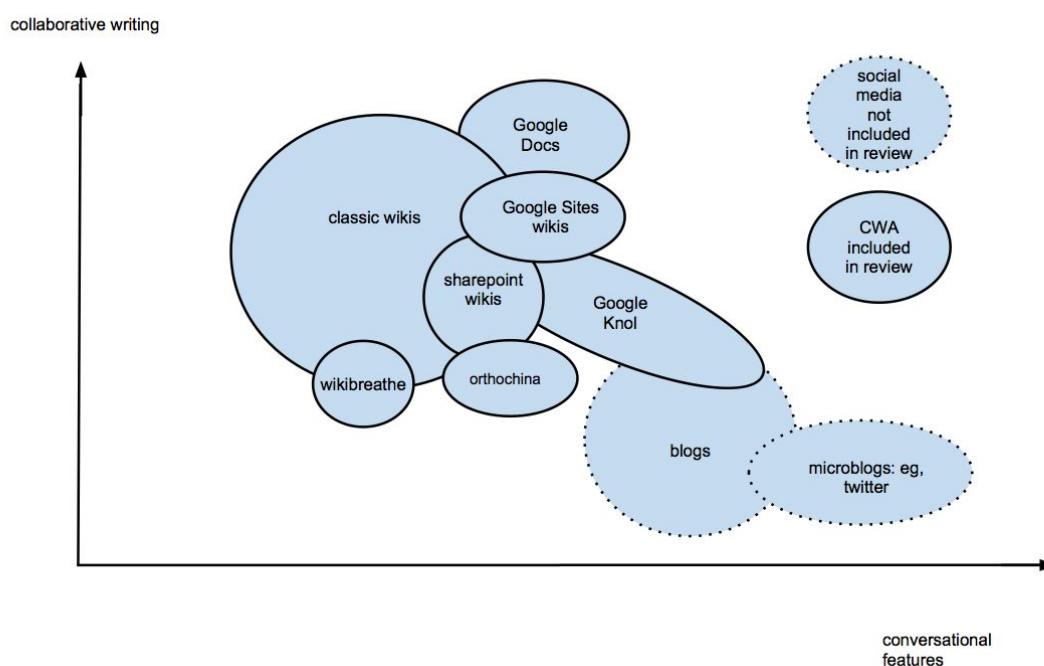 collaborative writing
social
media
not
included
in review
Google
Docs
classic wikis
Google Sites
wikis
CWA
included
in review
sharepoint
wikis
Google
Knol
wikibreathe
orthochina
blogs
microblogs: eg,
twitter
conversational
features